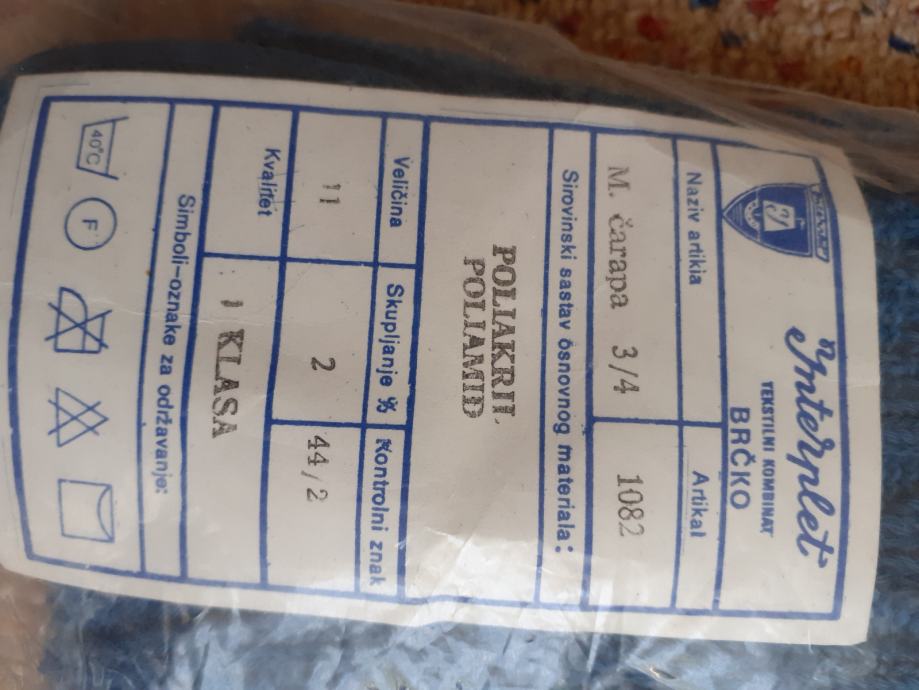 Interplet
TEKSTILNI KOMBINAT
BRČKO
Naziv artikla
Artikal
M. čarapa 3/4
1082
Sirovinski sastav osnovnog materiala:
POLIAKRIL
POLIAMID
Veličina
Skupljanje %
Kontrolni znak
11
2
44/2
Kvalitet
I KLASA
Simboli-oznake za održavanje:
40°C
F